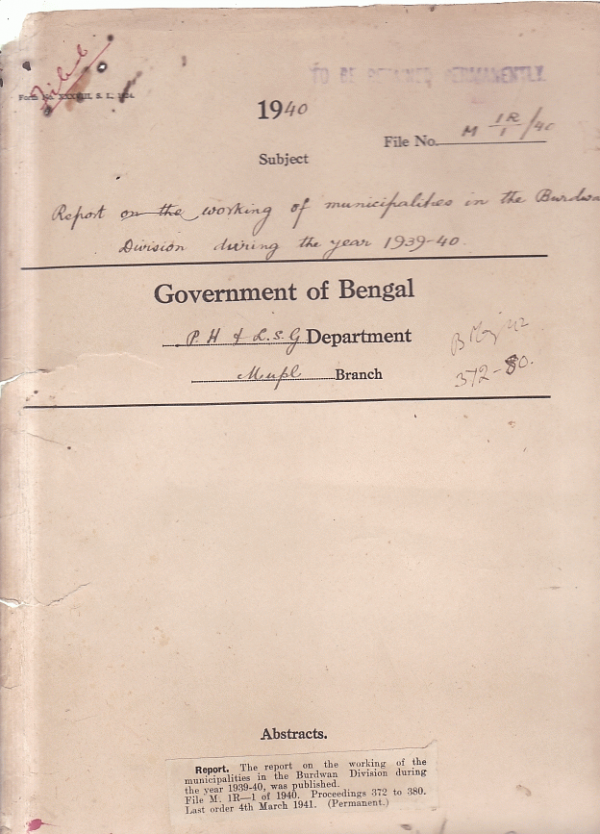 TO BE RETAINED PERMANENTLY.
1940
File No. M 1R/1/40
Subject
Report on the working of municipalities in the Burdwan
Division during the year 1939-40.
Government of Bengal
P. H & L. S. G Department
Mupl Branch
B May 42
372-80.
Abstracts.
Report. The report on the working of the
municipalities in the Burdwan Division during
the year 1939-40, was published.
File M. 1R—1 of 1940. Proceedings 372 to 380.
Last order 4th March 1941. (Permanent.)